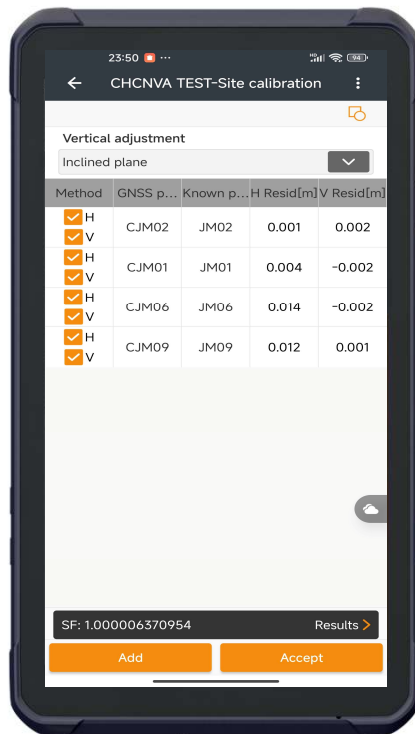 23:50 ... HD 94
CHCNVA TEST-Site calibration
Vertical adjustment
Inclined plane
Method GNSS p... Known p... H Resid[m] V Resid[m]
H
V CJM02 JM02 0.001 0.002
H
V CJM01 JM01 0.004 -0.002
H
V CJM06 JM06 0.014 -0.002
H
V CJM09 JM09 0.012 0.001
SF: 1.000006370954 Results >
Add Accept